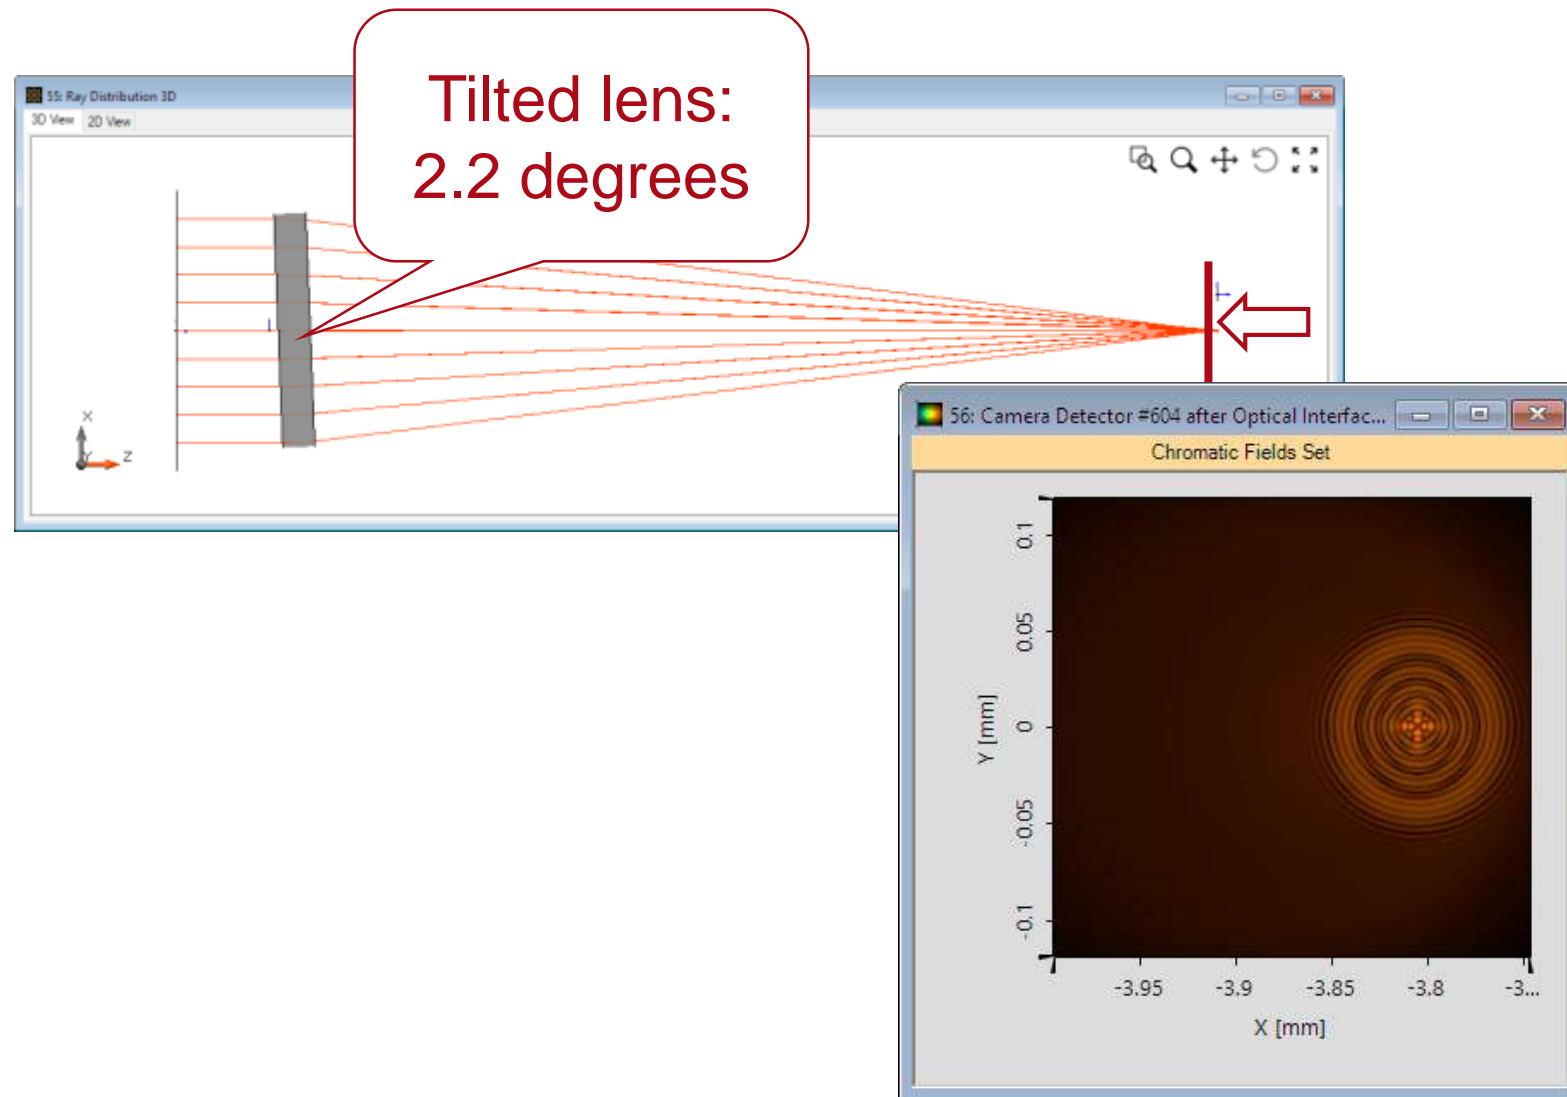 Tilted lens:
2.2 degrees
55: Ray Distribution 3D
3D View 2D View
X
Y
Z
56: Camera Detector #604 after Optical Interfac...
Chromatic Fields Set
0.1
0.05
0
-0.05
-0.1
Y [mm]
-3.95 -3.9 -3.85 -3.8 -3...
X [mm]